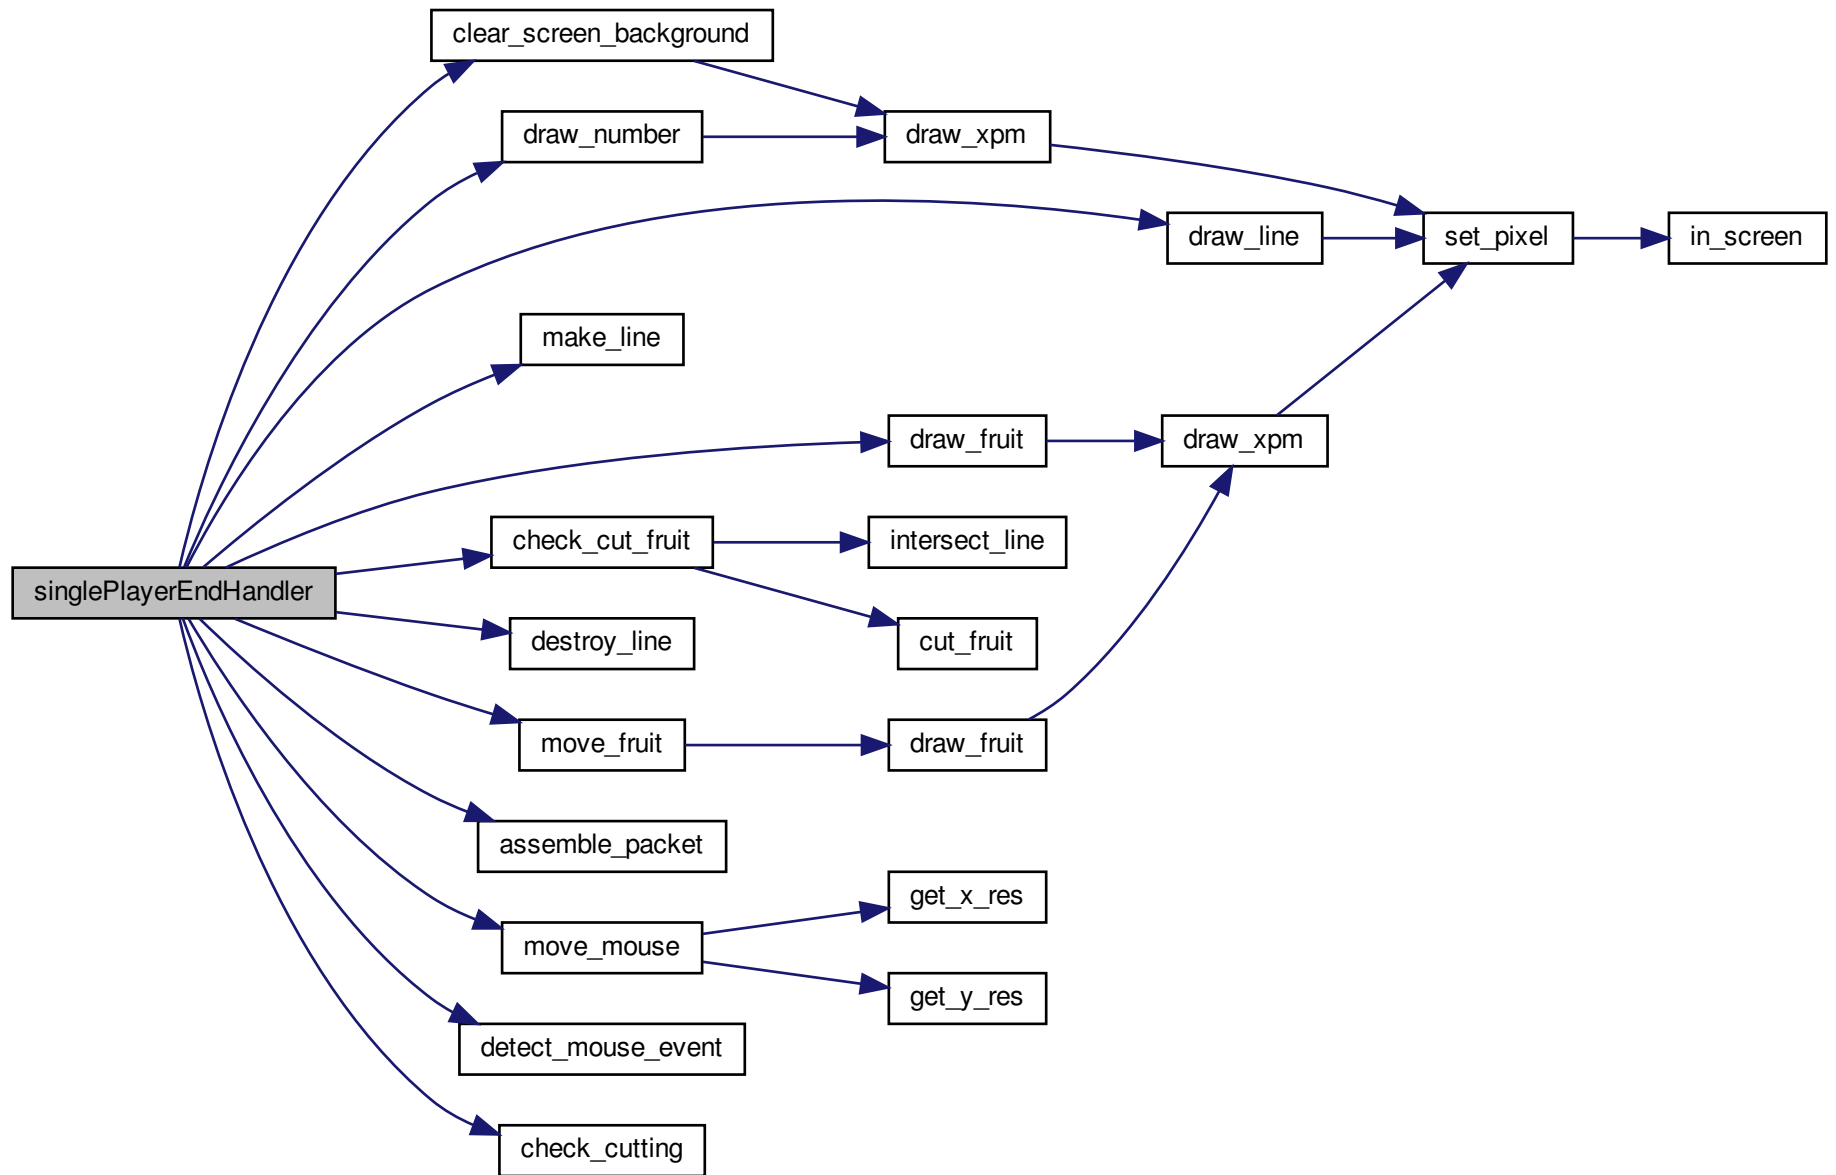 clear_screen_background
draw_number
draw_xpm
draw_line
set_pixel
in_screen
make_line
draw_fruit
draw_xpm
check_cut_fruit
intersect_line
singlePlayerEndHandler
destroy_line
cut_fruit
move_fruit
draw_fruit
assemble_packet
get_x_res
move_mouse
get_y_res
detect_mouse_event
check_cutting